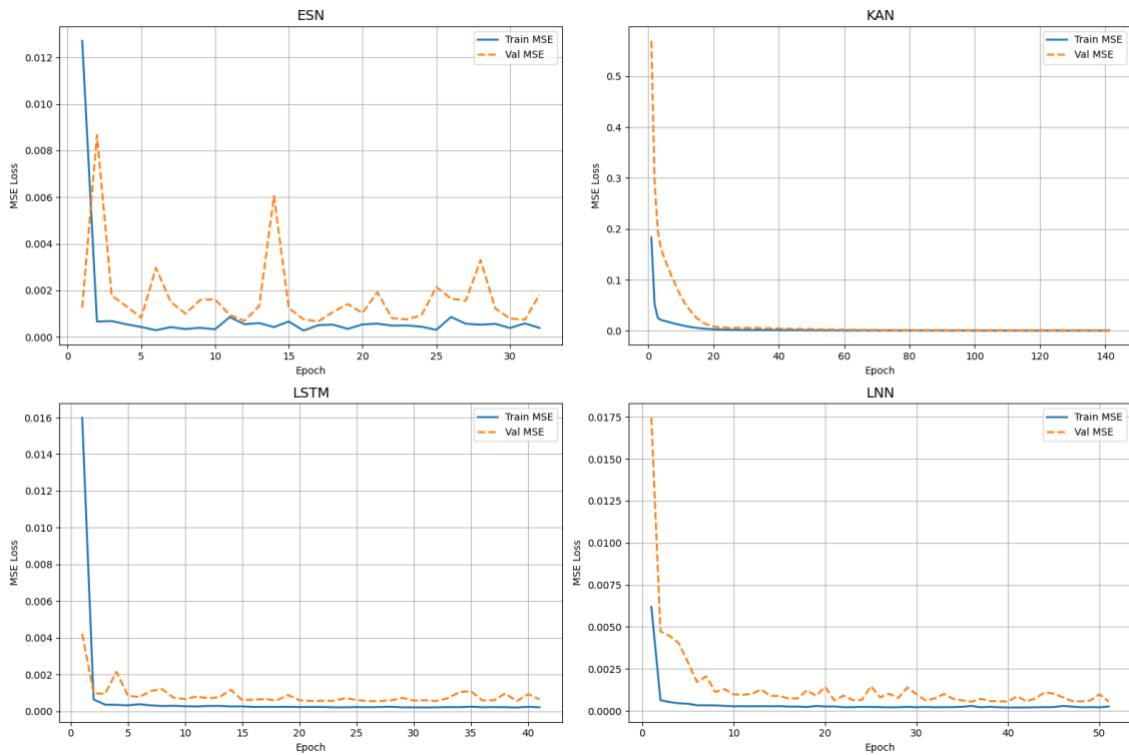 ESN
0.012
0.010
0.008
0.006
0.004
0.002
0.000
MSE Loss
Train MSE
Val MSE
0 5 10 15 20 25 30
Epoch
KAN
0.5
0.4
0.3
0.2
0.1
0.0
MSE Loss
Train MSE
Val MSE
0 20 40 60 80 100 120 140
Epoch
LSTM
0.016
0.014
0.012
0.010
0.008
0.006
0.004
0.002
0.000
MSE Loss
Train MSE
Val MSE
0 5 10 15 20 25 30 35 40
Epoch
LNN
0.0175
0.0150
0.0125
0.0100
0.0075
0.0050
0.0025
0.0000
MSE Loss
Train MSE
Val MSE
0 10 20 30 40 50
Epoch